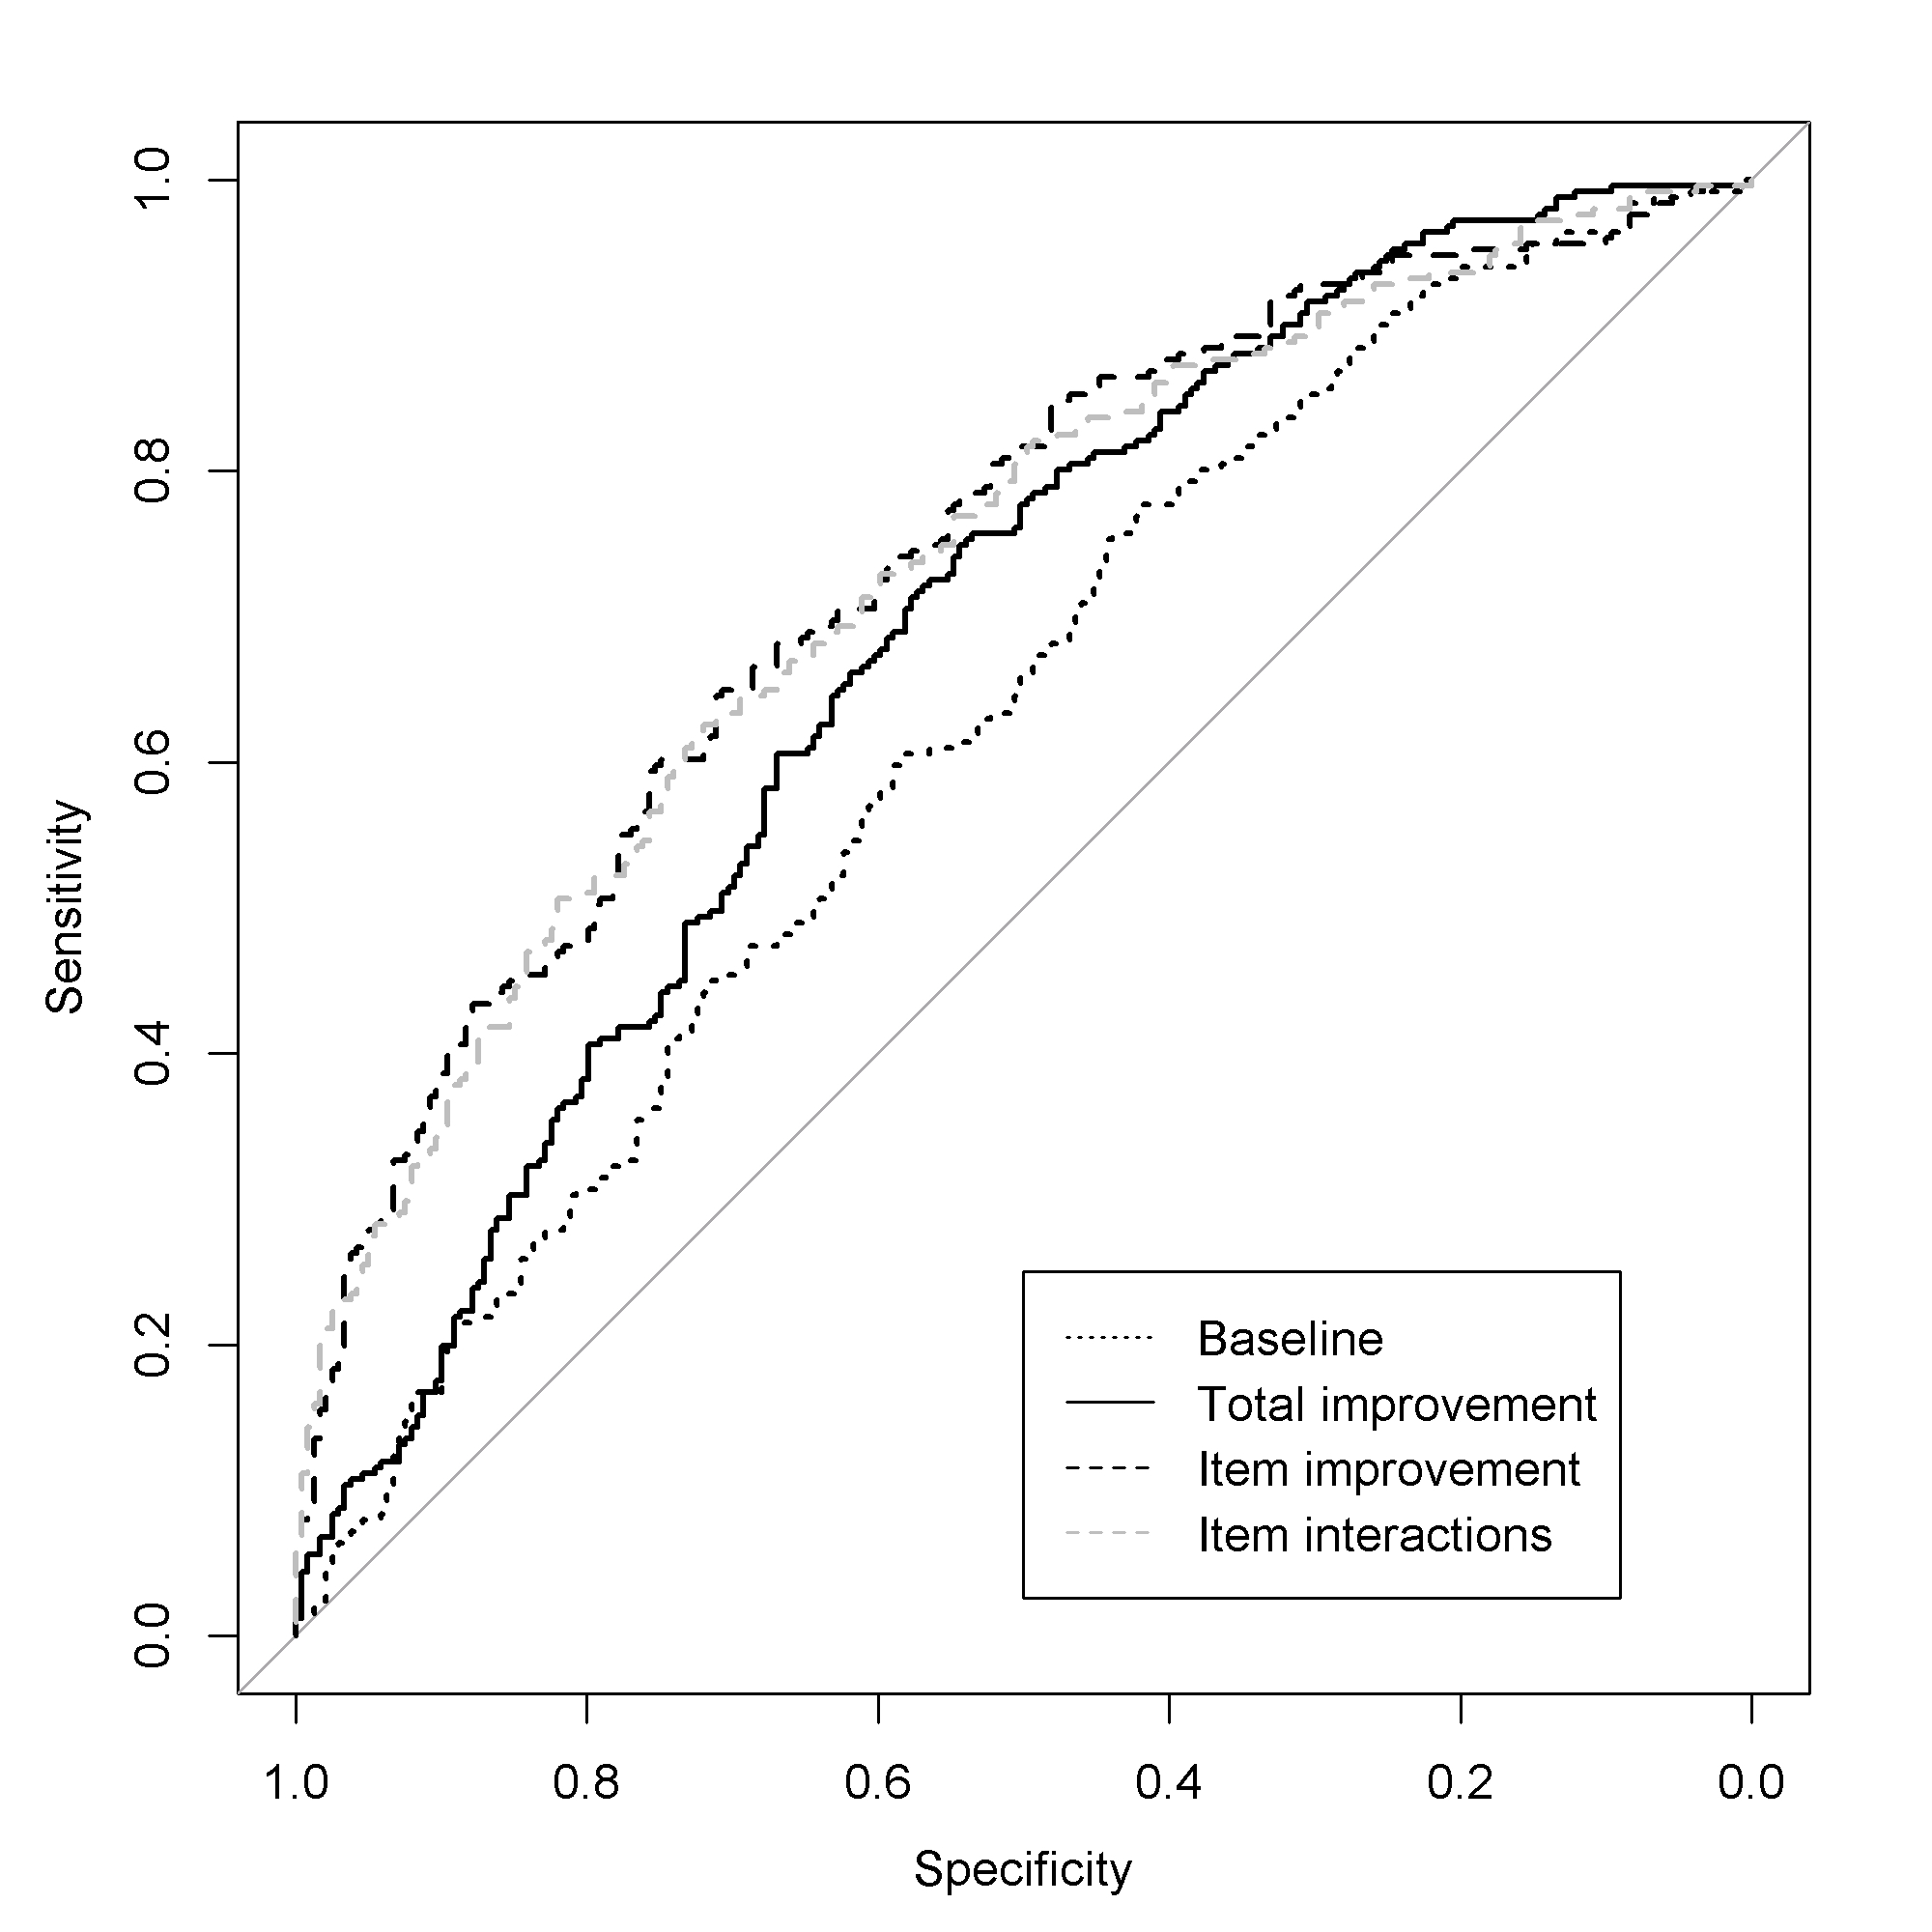 Sensitivity
1.0
0.8
0.6
0.4
0.2
0.0
Baseline
Total improvement
Item improvement
Item interactions
1.0 0.8 0.6 0.4 0.2 0.0
Specificity